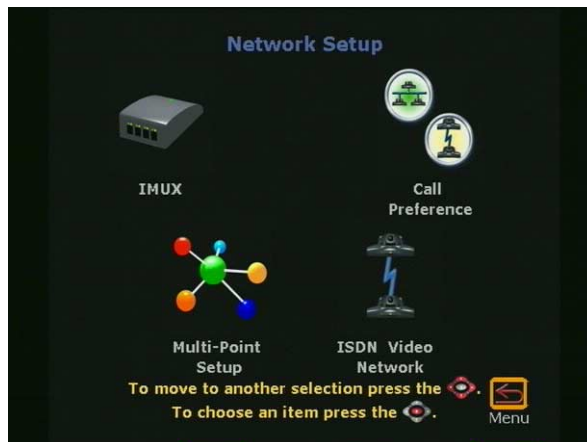 Network Setup
IMUX
Call
Preference
Multi-Point
Setup
ISDN Video
Network
To move to another selection press the .
To choose an item press the .
Menu